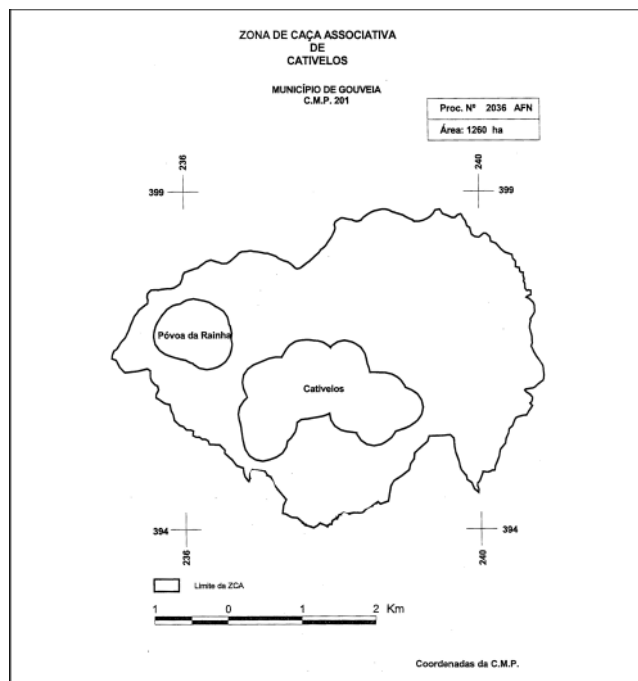 ZONA DE CAÇA ASSOCIATIVA
DE
CATIVELOS
MUNICÍPIO DE GOUVEIA
C.M.P. 201
Proc. Nº 2036 AFN
Área: 1260 ha
236
240
399
399
Póvoa da Rainha
Cativelos
394
394
236
240
Limite da ZCA
1 0 1 2 Km
Coordenadas da C.M.P.